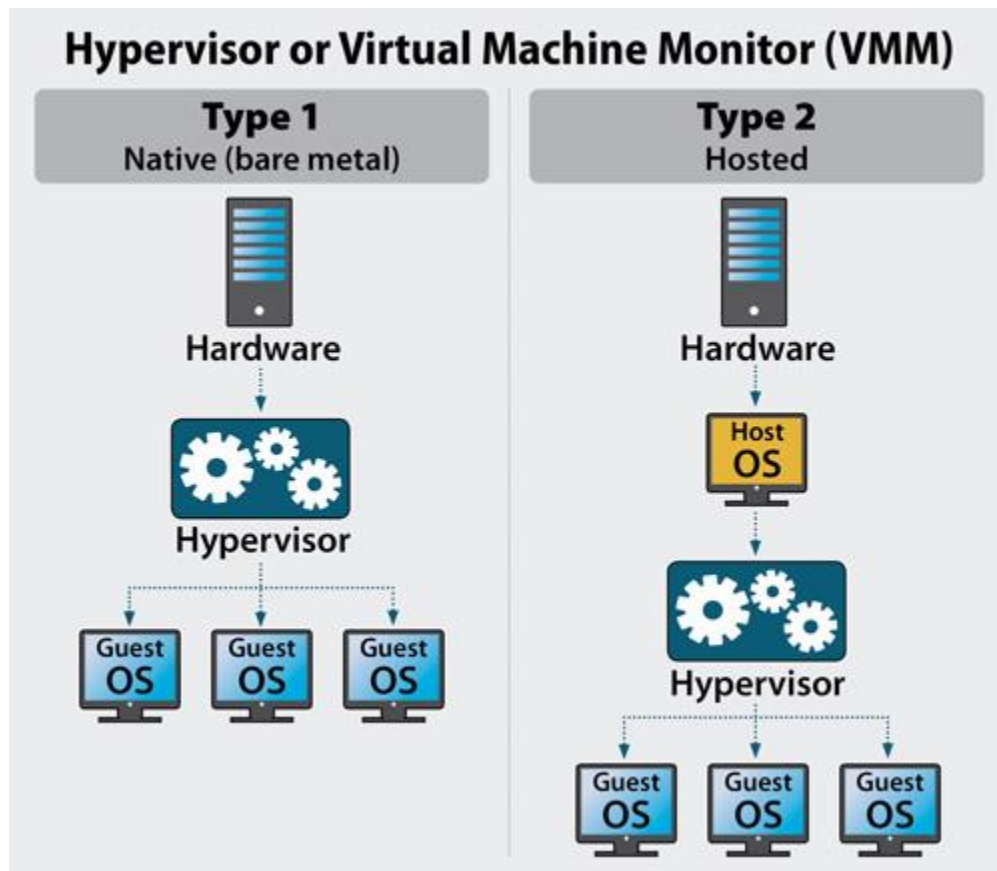 Hypervisor or Virtual Machine Monitor (VMM)
Type 1
Native (bare metal)
Hardware
Hypervisor
Guest
OS
Guest
OS
Guest
OS
Type 2
Hosted
Hardware
Host
OS
Hypervisor
Guest
OS
Guest
OS
Guest
OS